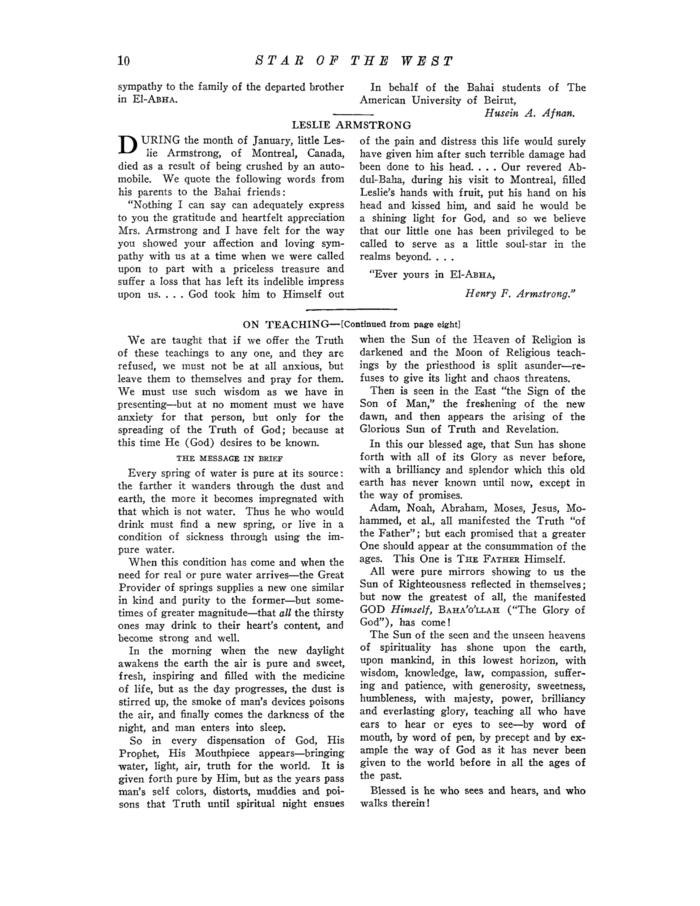 10
STAR OF THE WEST
sympathy to the family of the departed brother
in El-ABHA.
In behalf of the Bahai students of The
American University of Beirut,
Husein A. Afnan.
LESLIE ARMSTRONG
DURING the month of January, little Les-
lie Armstrong, of Montreal, Canada,
died as a result of being crushed by an auto-
mobile. We quote the following words from
his parents to the Bahai friends:
"Nothing I can say can adequately express
to you the gratitude and heartfelt appreciation
Mrs. Armstrong and I have felt for the way
you showed your affection and loving sym-
pathy with us at a time when we were called
upon to part with a priceless treasure and
suffer a loss that has left its indelible impress
upon us. . . . God took him to Himself out
of the pain and distress this life would surely
have given him after such terrible damage had
been done to his head. . . . Our revered Ab-
dul-Baha, during his visit to Montreal, filled
Leslie's hands with fruit, put his hand on his
head and kissed him, and said he would be
a shining light for God, and so we believe
that our little one has been privileged to be
called to serve as a little soul-star in the
realms beyond. . . .
"Ever yours in El-ABHA,
Henry F. Armstrong."
ON TEACHING—[Continued from page eight]
We are taught that if we offer the Truth
of these teachings to any one, and they are
refused, we must not be at all anxious, but
leave them to themselves and pray for them.
We must use such wisdom as we have in
presenting—but at no moment must we have
anxiety for that person, but only for the
spreading of the Truth of God; because at
this time He (God) desires to be known.
THE MESSAGE IN BRIEF
Every spring of water is pure at its source:
the farther it wanders through the dust and
earth, the more it becomes impregnated with
that which is not water. Thus he who would
drink must find a new spring, or live in a
condition of sickness through using the im-
pure water.
When this condition has come and when the
need for real or pure water arrives—the Great
Provider of springs supplies a new one similar
in kind and purity to the former—but some-
times of greater magnitude—that all the thirsty
ones may drink to their heart's content, and
become strong and well.
In the morning when the new daylight
awakens the earth the air is pure and sweet,
fresh, inspiring and filled with the medicine
of life, but as the day progresses, the dust is
stirred up, the smoke of man's devices poisons
the air, and finally comes the darkness of the
night, and man enters into sleep.
So in every dispensation of God, His
Prophet, His Mouthpiece appears—bringing
water, light, air, truth for the world. It is
given forth pure by Him, but as the years pass
man's self colors, distorts, muddies and poi-
sons that Truth until spiritual night ensues
when the Sun of the Heaven of Religion is
darkened and the Moon of Religious teach-
ings by the priesthood is split asunder—re-
fuses to give its light and chaos threatens.
Then is seen in the East "the Sign of the
Son of Man," the freshening of the new
dawn, and then appears the arising of the
Glorious Sun of Truth and Revelation.
In this our blessed age, that Sun has shone
forth with all of its Glory as never before,
with a brilliancy and splendor which this old
earth has never known until now, except in
the way of promises.
Adam, Noah, Abraham, Moses, Jesus, Mo-
hammed, et al., all manifested the Truth "of
the Father"; but each promised that a greater
One should appear at the consummation of the
ages. This One is THE FATHER Himself.
All were pure mirrors showing to us the
Sun of Righteousness reflected in themselves;
but now the greatest of all, the manifested
GOD Himself, BAHA'O'LLAH ("The Glory of
God"), has come!
The Sun of the seen and the unseen heavens
of spirituality has shone upon the earth,
upon mankind, in this lowest horizon, with
wisdom, knowledge, law, compassion, suffer-
ing and patience, with generosity, sweetness,
humbleness, with majesty, power, brilliancy
and everlasting glory, teaching all who have
ears to hear or eyes to see—by word of
mouth, by word of pen, by precept and by ex-
ample the way of God as it has never been
given to the world before in all the ages of
the past.
Blessed is he who sees and hears, and who
walks therein!